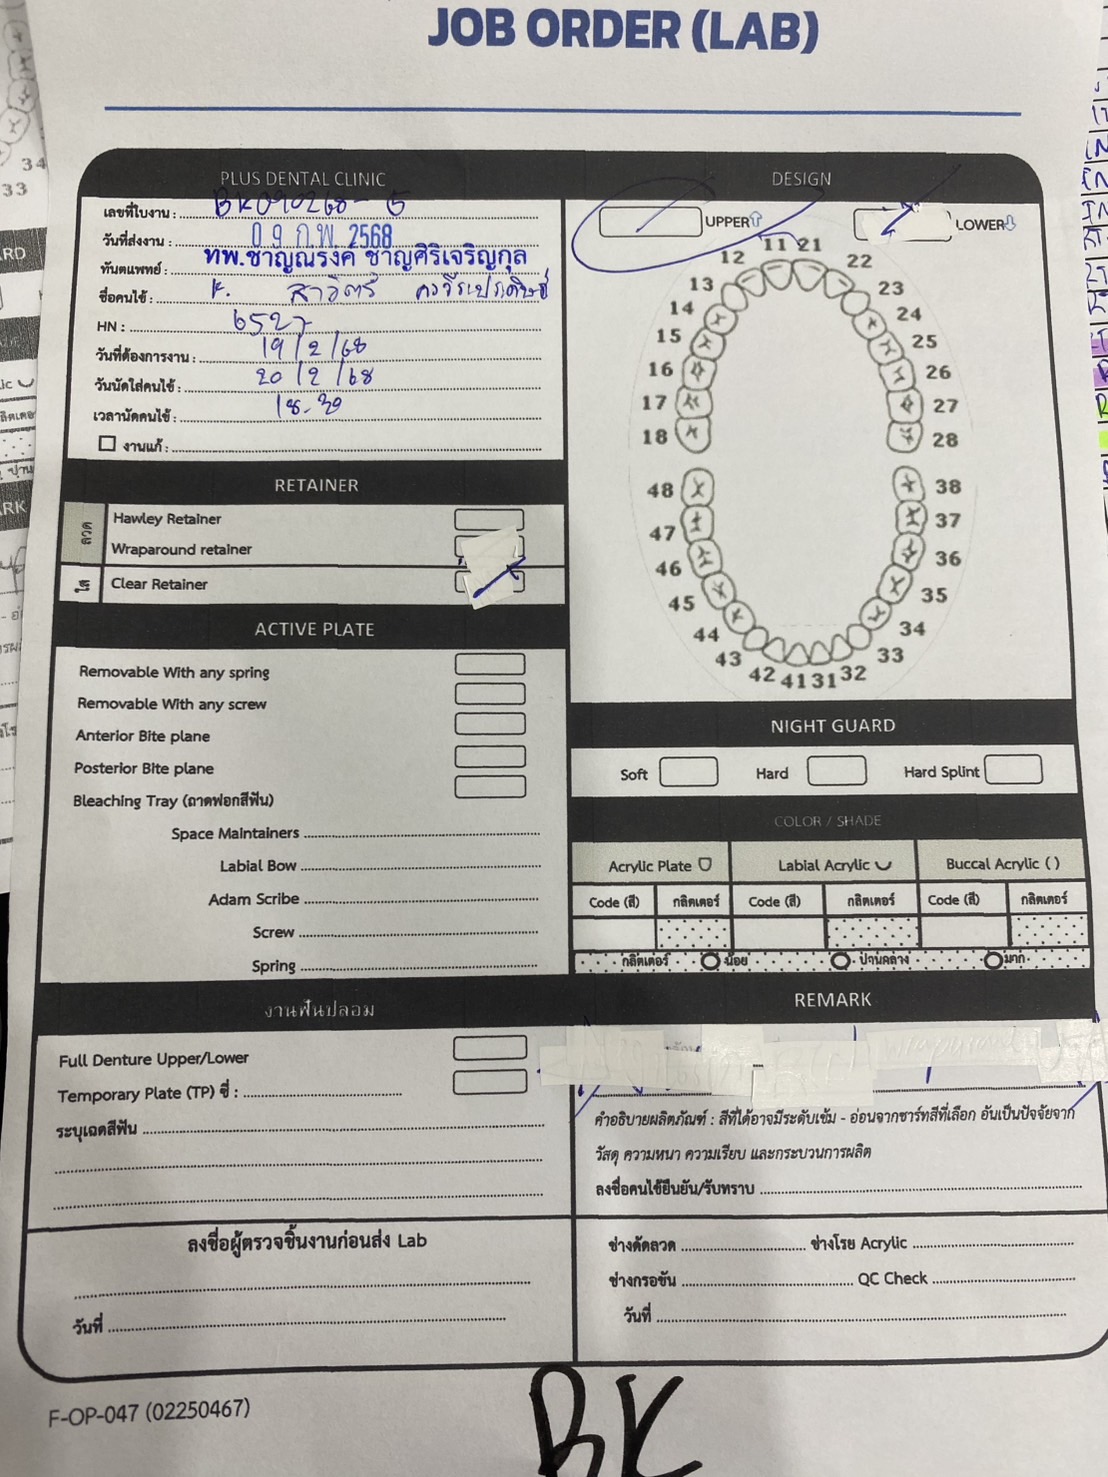 JOB ORDER (LAB)
PLUS DENTAL CLINIC
เลขที่ใบงาน : BK090268-5
วันที่ส่งงาน : 09 ก.พ. 2568
ทันตแพทย์ : ทพ.ชาญณรงค์ ชาญศิริเจริญกุล
ชื่อคนไข้ : K. สาวิตรี
HN : 6527
วันที่ต้องการงาน : 19/2/68
วันนัดใส่คนไข้ : 20/2/68
เวลานัดคนไข้ : 18.30
งานแก้ :
RETAINER
ลวด
Hawley Retainer
Wraparound retainer
ใส
Clear Retainer
ACTIVE PLATE
Removable With any spring
Removable With any screw
Anterior Bite plane
Posterior Bite plane
Bleaching Tray (ถาดฟอกสีฟัน)
Space Maintainers
Labial Bow
Adam Scribe
Screw
Spring
งานฟันปลอม
Full Denture Upper/Lower
Temporary Plate (TP) ซี่ :
ระบุเฉดสีฟัน
ลงชื่อผู้ตรวจชิ้นงานก่อนส่ง Lab
วันที่
DESIGN
UPPER LOWER
11 21
12 22
13 23
14 24
15 25
16 26
17 27
18 28
48 38
47 37
46 36
45 35
44 34
43 33
42 41 31 32
NIGHT GUARD
Soft Hard Hard Splint
COLOR / SHADE
Acrylic Plate Labial Acrylic Buccal Acrylic ( )
Code (สี) กลิตเตอร์ Code (สี) กลิตเตอร์ Code (สี) กลิตเตอร์
กลิตเตอร์ น้อย ปานกลาง มาก
REMARK
คำอธิบายผลิตภัณฑ์ : สีที่ได้อาจมีระดับเข้ม - อ่อนจากชาร์ทสีที่เลือก อันเป็นปัจจัยจาก
วัสดุ ความหนา ความเรียบ และกระบวนการผลิต
ลงชื่อคนไข้ยืนยัน/รับทราบ
ช่างดัดลวด ช่างโรย Acrylic
ช่างกรอขัน QC Check
วันที่
F-OP-047 (02250467)
BK